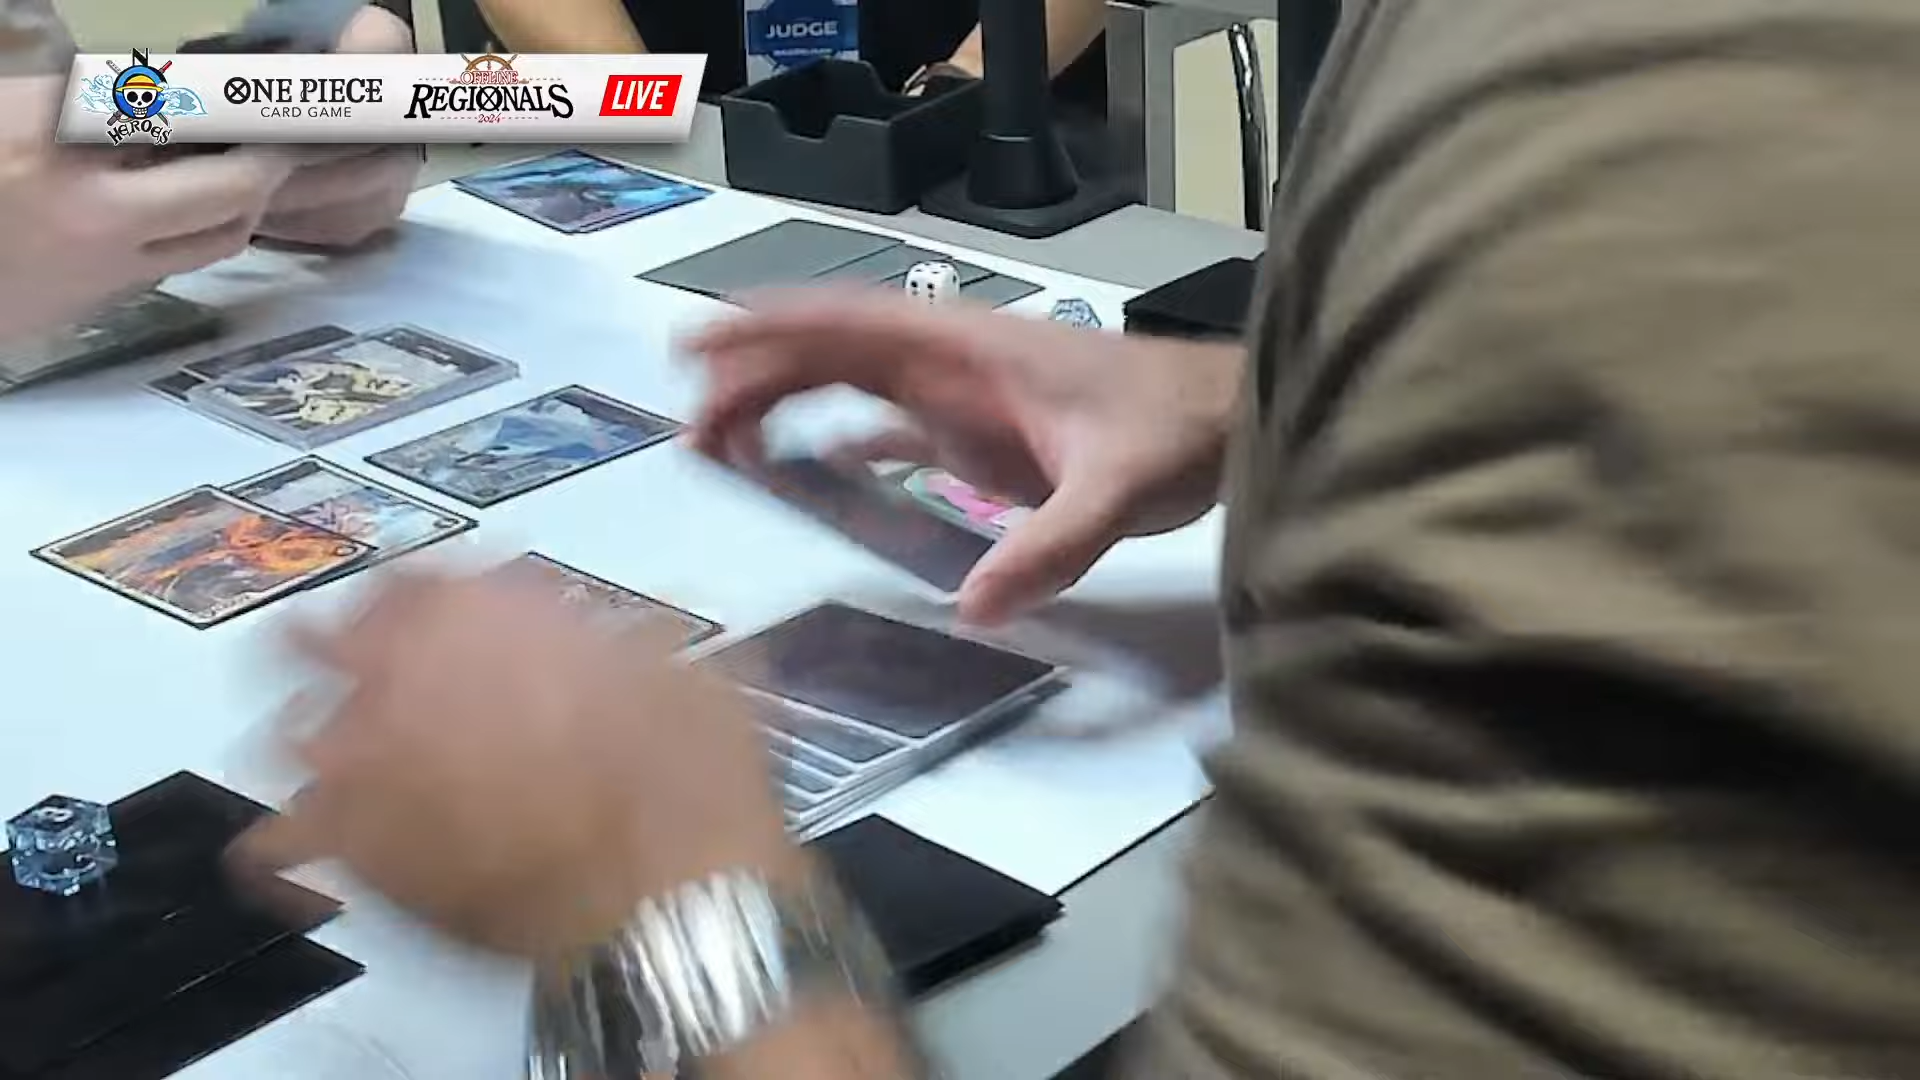 N
HEROES
ONE PIECE
CARD GAME
OFFLINE
REGIONALS
2024
LIVE
JUDGE